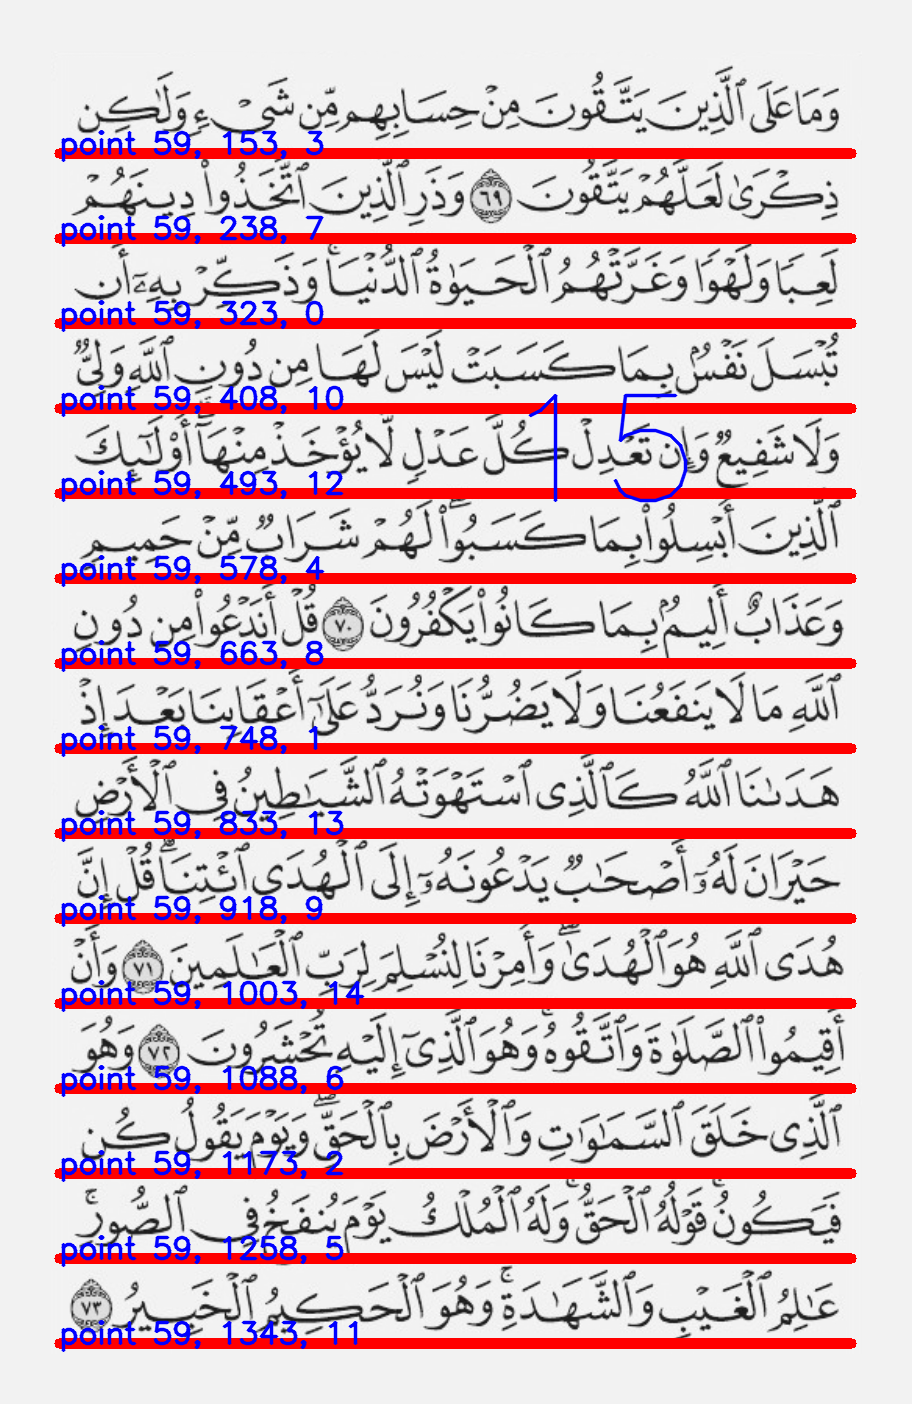 وَمَا عَلَى ٱلَّذِينَ يَتَّقُونَ مِنْ حِسَابِهِم مِّن شَىْءٍ وَلَٰكِن
point 59, 153, 3
ذِكْرَىٰ لَعَلَّهُمْ يَتَّقُونَ ٦٩ وَذَرِ ٱلَّذِينَ ٱتَّخَذُوا۟ دِينَهُمْ
point 59, 238, 7
لَعِبًا وَلَهْوًا وَغَرَّتْهُمُ ٱلْحَيَوٰةُ ٱلدُّنْيَا ۚ وَذَكِّرْ بِهِۦٓ أَن
point 59, 323, 0
تُبْسَلَ نَفْسٌۢ بِمَا كَسَبَتْ لَيْسَ لَهَا مِن دُونِ ٱللَّهِ وَلِىٌّ
point 59, 408, 10
15
وَلَا شَفِيعٌ وَإِن تَعْدِلْ كُلَّ عَدْلٍ لَّا يُؤْخَذْ مِنْهَآ ۗ أُو۟لَٰٓئِكَ
point 59, 493, 12
ٱلَّذِينَ أُبْسِلُوا۟ بِمَا كَسَبُوا۟ ۖ لَهُمْ شَرَابٌ مِّنْ حَمِيمٍ
point 59, 578, 4
وَعَذَابٌ أَلِيمٌۢ بِمَا كَانُوا۟ يَكْفُرُونَ ٧٠ قُلْ أَنَدْعُوا۟ مِن دُونِ
point 59, 663, 8
ٱللَّهِ مَا لَا يَنفَعُنَا وَلَا يَضُرُّنَا وَنُرَدُّ عَلَىٰٓ أَعْقَابِنَا بَعْدَ إِذْ
point 59, 748, 1
هَدَىٰنَا ٱللَّهُ كَٱلَّذِى ٱسْتَهْوَتْهُ ٱلشَّيَٰطِينُ فِى ٱلْأَرْضِ
point 59, 833, 13
حَيْرَانَ لَهُۥٓ أَصْحَٰبٌ يَدْعُونَهُۥٓ إِلَى ٱلْهُدَى ٱئْتِنَا ۗ قُلْ إِنَّ
point 59, 918, 9
هُدَى ٱللَّهِ هُوَ ٱلْهُدَىٰ ۖ وَأُمِرْنَا لِنُسْلِمَ لِرَبِّ ٱلْعَٰلَمِينَ ٧١ وَأَنْ
point 59, 1003, 14
أَقِيمُوا۟ ٱلصَّلَوٰةَ وَٱتَّقُوهُ ۚ وَهُوَ ٱلَّذِىٓ إِلَيْهِ تُحْشَرُونَ ٧٢ وَهُوَ
point 59, 1088, 6
ٱلَّذِى خَلَقَ ٱلسَّمَٰوَٰتِ وَٱلْأَرْضَ بِٱلْحَقِّ ۖ وَيَوْمَ يَقُولُ كُن
point 59, 1173, 2
فَيَكُونُ ۚ قَوْلُهُ ٱلْحَقُّ ۚ وَلَهُ ٱلْمُلْكُ يَوْمَ يُنفَخُ فِى ٱلصُّورِ ۚ
point 59, 1258, 5
عَٰلِمُ ٱلْغَيْبِ وَٱلشَّهَٰدَةِ ۚ وَهُوَ ٱلْحَكِيمُ ٱلْخَبِيرُ ٧٣
point 59, 1343, 11